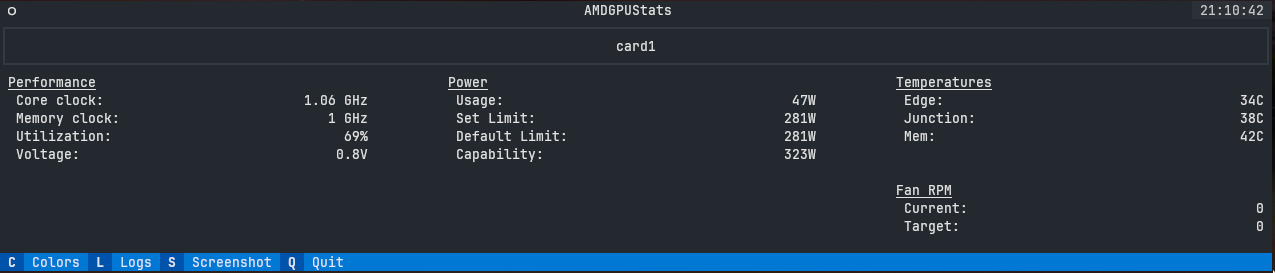 AMDGPUStats 21:10:42
card1
Performance
Core clock: 1.06 GHz
Memory clock: 1 GHz
Utilization: 69%
Voltage: 0.8V
Power
Usage: 47W
Set Limit: 281W
Default Limit: 281W
Capability: 323W
Temperatures
Edge: 34C
Junction: 38C
Mem: 42C
Fan RPM
Current: 0
Target: 0
C Colors L Logs S Screenshot Q Quit